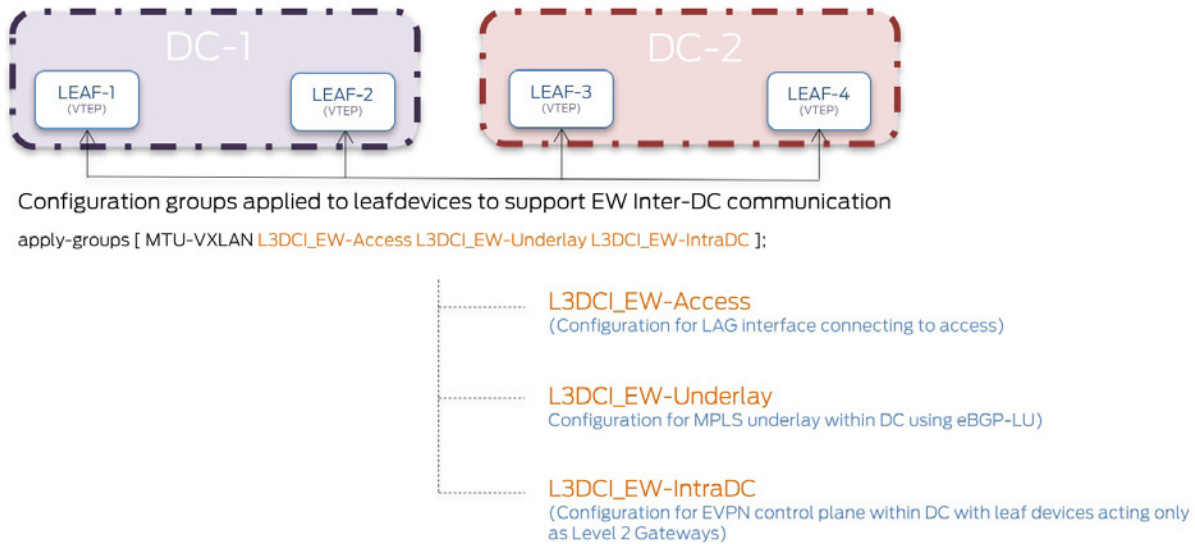 DC-1
DC-2
LEAF-1
(VTEP)
LEAF-2
(VTEP)
LEAF-3
(VTEP)
LEAF-4
(VTEP)
Configuration groups applied to leafdevices to support EW Inter-DC communication
apply-groups [ MTU-VXLAN L3DCI_EW-Access L3DCI_EW-Underlay L3DCI_EW-IntraDC ];
L3DCI_EW-Access
(Configuration for LAG interface connecting to access)
L3DCI_EW-Underlay
Configuration for MPLS underlay within DC using eBGP-LU)
L3DCI_EW-IntraDC
(Configuration for EVPN control plane within DC with leaf devices acting only
as Level 2 Gateways)